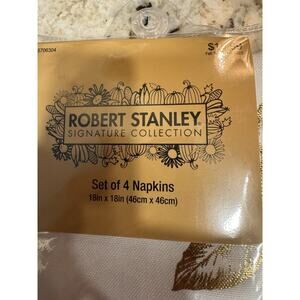 ROBERT STANLEY
SIGNATURE COLLECTION
Set of 4 Napkins
18in x 18in (46cm x 46cm)